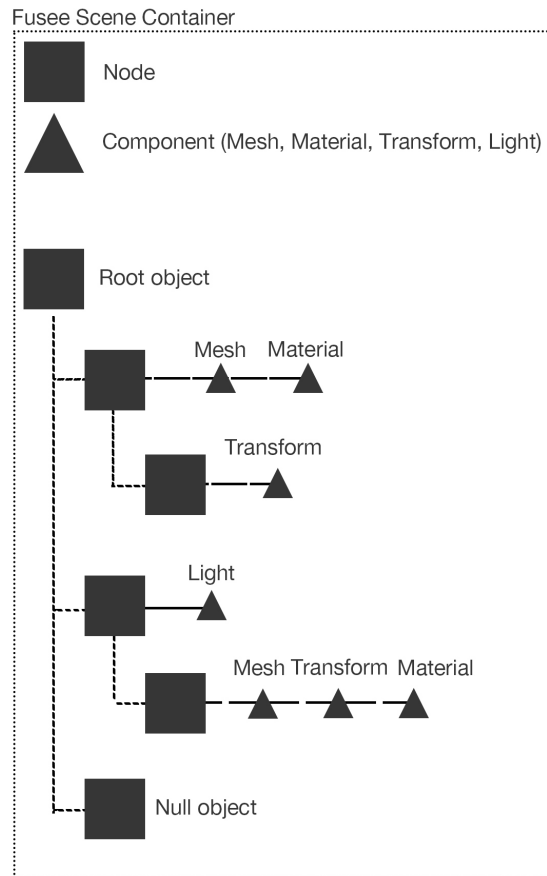 Fusee Scene Container
Node
Component (Mesh, Material, Transform, Light)
Root object
Mesh Material
Transform
Light
Mesh Transform Material
Null object